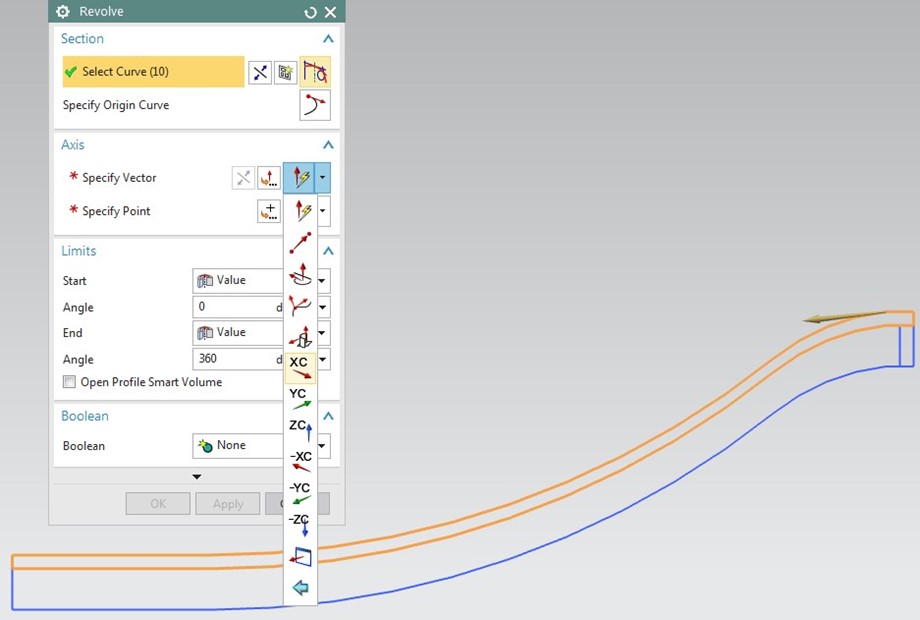 Revolve
Section
Select Curve (10)
Specify Origin Curve
Axis
* Specify Vector
* Specify Point
Limits
Start Value
Angle 0 d
End Value
Angle 360 d
Open Profile Smart Volume
Boolean
Boolean None
OK Apply
XC
YC
ZC
-XC
-YC
-ZC